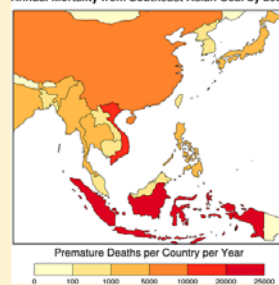 Annual Mortality from Southeast Asian Coal by
Premature Deaths per Country per Year
0 100 1000 5000 10000 20000 25000